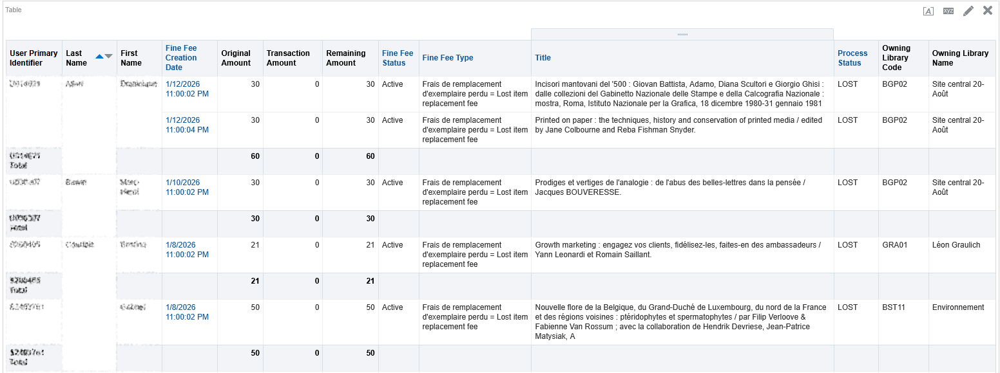 Table
A
xyz
User Primary Identifier
Last Name
First Name
Fine Fee Creation Date
Original Amount
Transaction Amount
Remaining Amount
Fine Fee Status
Fine Fee Type
Title
Process Status
Owning Library Code
Owning Library Name
1/12/2026 11:00:02 PM
30
0
30
Active
Frais de remplacement
d'exemplaire perdu = Lost item
replacement fee
Incisori mantovani del '500 : Giovan Battista, Adamo, Diana Scultori e Giorgio Ghisi :
dalle collezioni del Gabinetto Nazionale delle Stampe e della Calcografia Nazionale :
mostra, Roma, Istituto Nazionale per la Grafica, 18 dicembre 1980-31 gennaio 1981
LOST
BGP02
Site central 20-
Août
1/12/2026 11:00:04 PM
30
0
30
Active
Frais de remplacement
d'exemplaire perdu = Lost item
replacement fee
Printed on paper : the techniques, history and conservation of printed media / edited
by Jane Colbourne and Reba Fishman Snyder.
LOST
BGP02
Site central 20-
Août
Total
60
0
60
1/10/2026 11:00:02 PM
30
0
30
Active
Frais de remplacement
d'exemplaire perdu = Lost item
replacement fee
Prodiges et vertiges de l'analogie : de l'abus des belles-lettres dans la pensée /
Jacques BOUVERESSE.
LOST
BGP02
Site central 20-
Août
Total
30
0
30
1/8/2026 11:00:02 PM
21
0
21
Active
Frais de remplacement
d'exemplaire perdu = Lost item
replacement fee
Growth marketing : engagez vos clients, fidélisez-les, faites-en des ambassadeurs /
Yann Leonardi et Romain Saillant.
LOST
GRA01
Léon Graulich
Total
21
0
21
1/8/2026 11:00:02 PM
50
0
50
Active
Frais de remplacement
d'exemplaire perdu = Lost item
replacement fee
Nouvelle flore de la Belgique, du Grand-Duché de Luxembourg, du nord de la France
et des régions voisines : ptéridophytes et spermatophytes / par Filip Verloove &
Fabienne Van Rossum ; avec la collaboration de Hendrik Devriese, Jean-Patrice
Matysiak, A
LOST
BST11
Environnement
Total
50
0
50